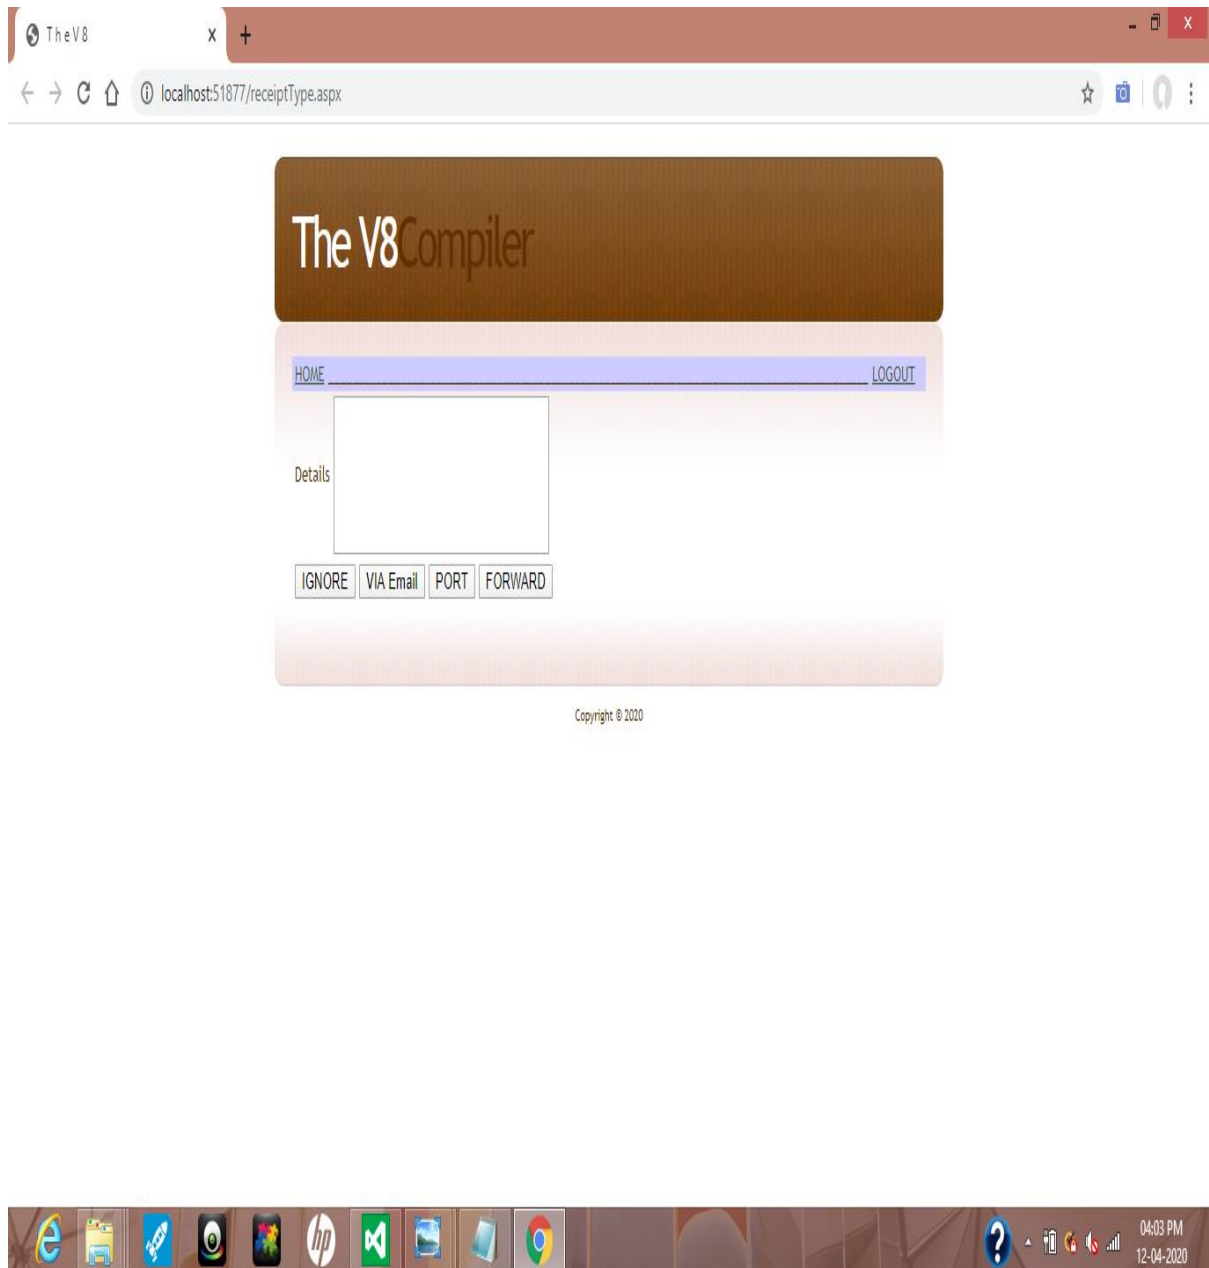 TheV8
localhost:51877/receiptType.aspx
The V8Compiler
HOME LOGOUT
Details
IGNORE VIA Email PORT FORWARD
Copyright © 2020
hp
04:03 PM
12-04-2020